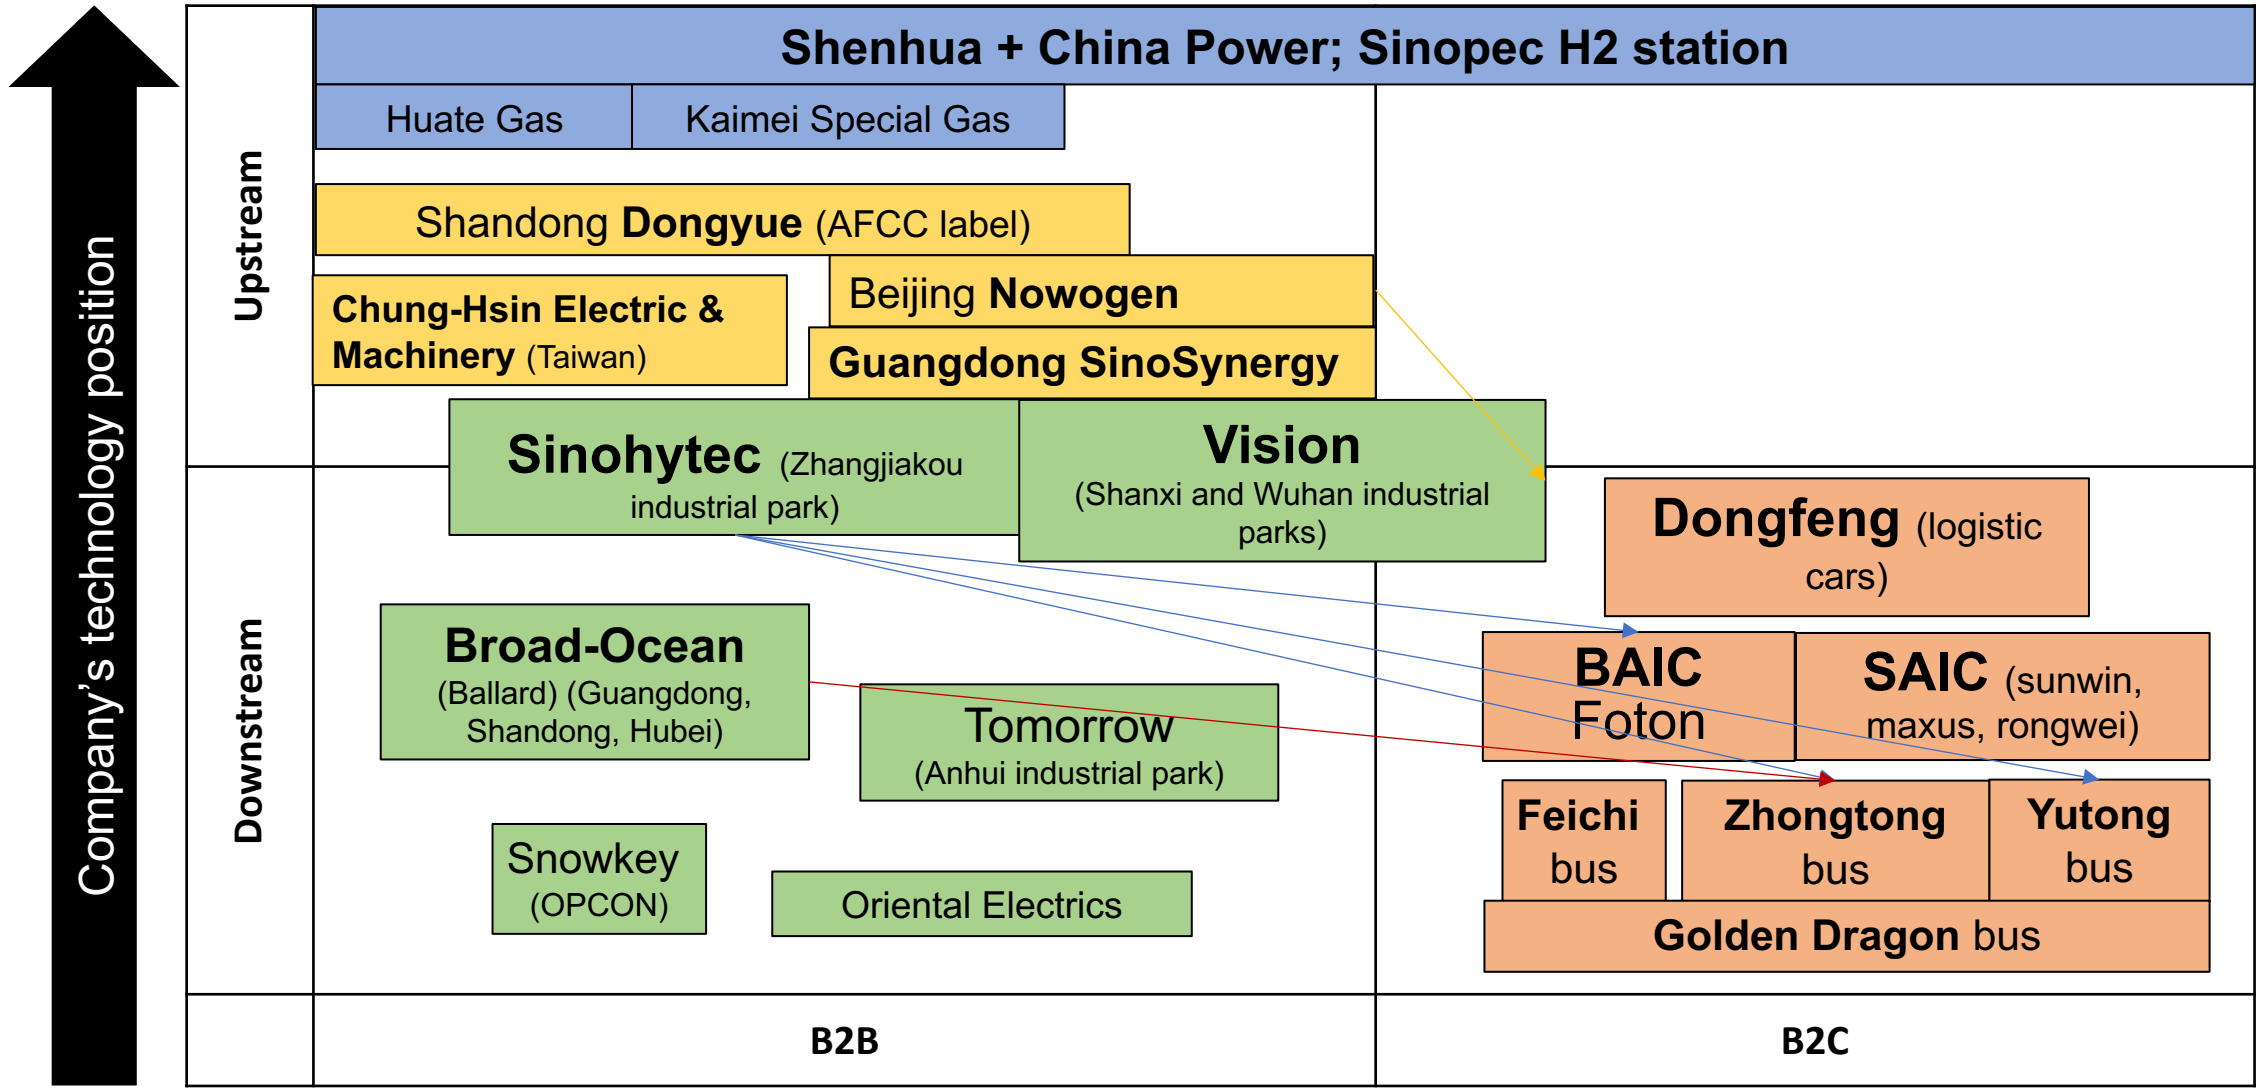 Company's technology position
Upstream
Shenhua + China Power; Sinopec H2 station
Huate Gas
Kaimei Special Gas
Shandong Dongyue (AFCC label)
Chung-Hsin Electric &
Machinery (Taiwan)
Beijing Nowogen
Guangdong SinoSynergy
Sinohytec (Zhangjiakou
industrial park)
Vision
(Shanxi and Wuhan industrial
parks)
Downstream
Dongfeng (logistic
cars)
Broad-Ocean
(Ballard) (Guangdong,
Shandong, Hubei)
Tomorrow
(Anhui industrial park)
BAIC
Foton
SAIC (sunwin,
maxus, rongwei)
Snowkey
(OPCON)
Oriental Electrics
Feichi
bus
Zhongtong
bus
Yutong
bus
Golden Dragon bus
B2B
B2C